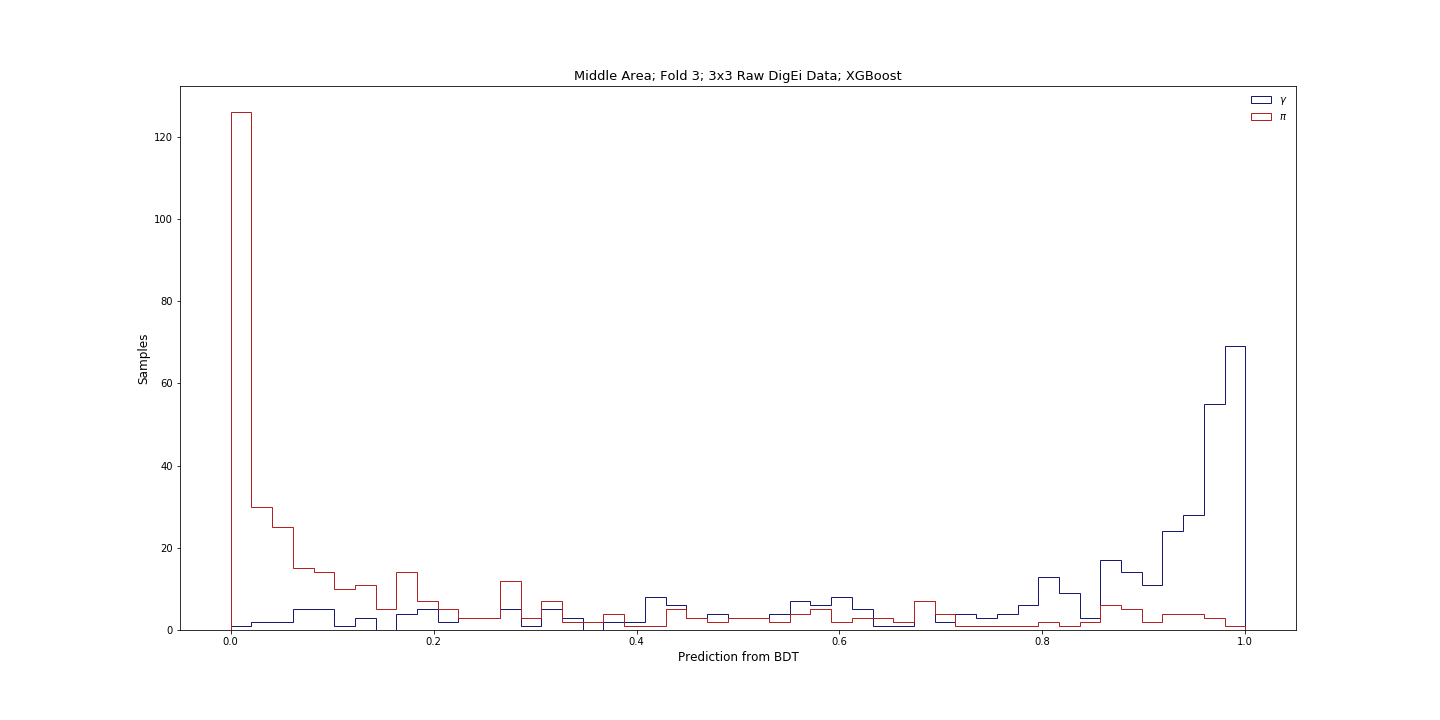 Middle Area; Fold 3; 3x3 Raw DigEi Data; XGBoost
γ
π
120
100
80
60
40
20
0
Samples
0.0 0.2 0.4 0.6 0.8 1.0
Prediction from BDT